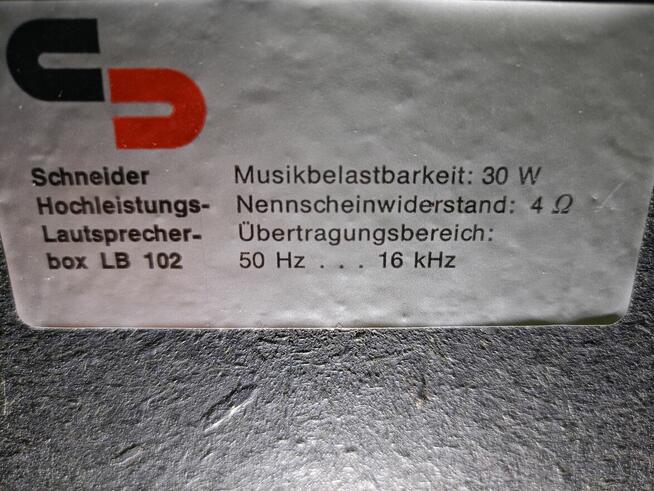 Schneider
Hochleistungs-
Lautsprecher-
box LB 102
Musikbelastbarkeit: 30 W
Nennscheinwiderstand: 4 Ω
Übertragungsbereich:
50 Hz . . . 16 kHz